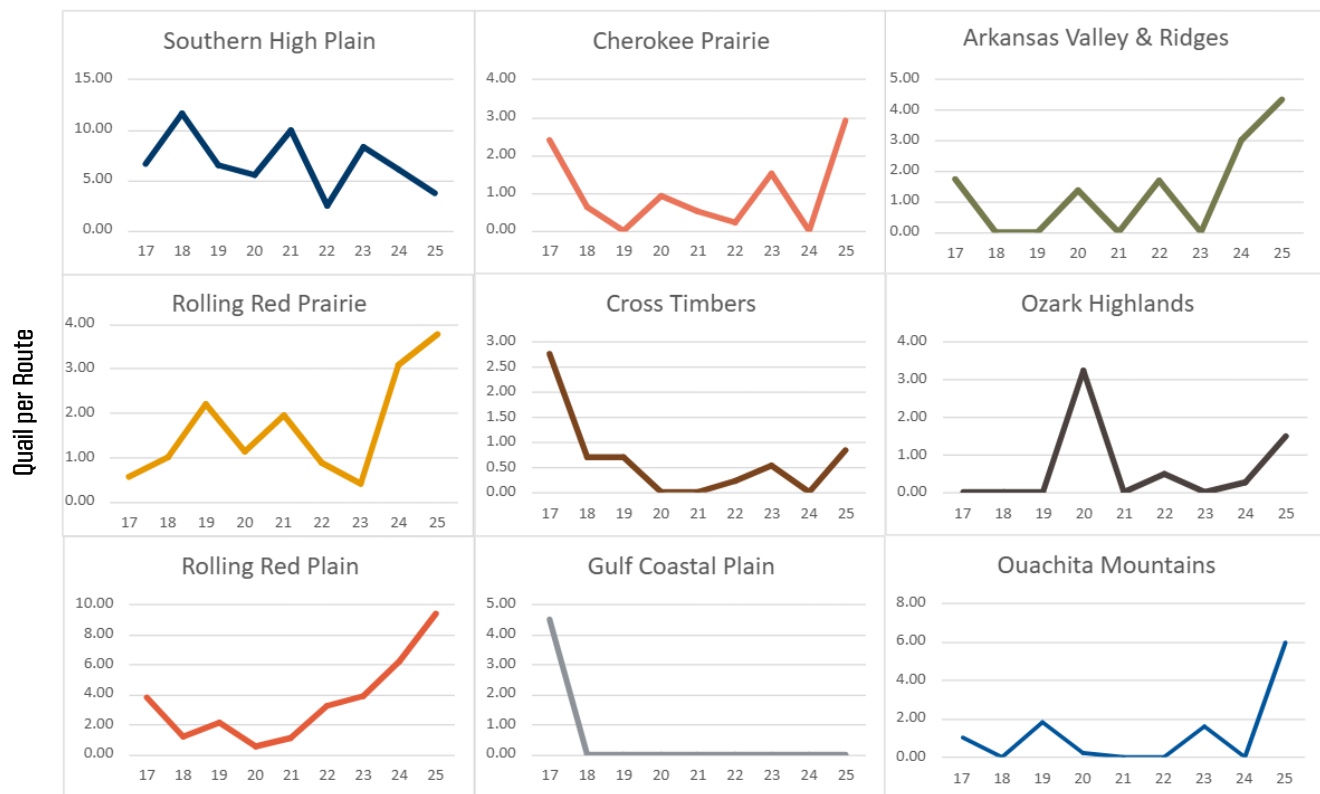 Quail per Route
Southern High Plain
15.00
10.00
5.00
0.00
17 18 19 20 21 22 23 24 25
Cherokee Prairie
4.00
3.00
2.00
1.00
0.00
17 18 19 20 21 22 23 24 25
Arkansas Valley & Ridges
5.00
4.00
3.00
2.00
1.00
0.00
17 18 19 20 21 22 23 24 25
Rolling Red Prairie
4.00
3.00
2.00
1.00
0.00
17 18 19 20 21 22 23 24 25
Cross Timbers
3.00
2.50
2.00
1.50
1.00
0.50
0.00
17 18 19 20 21 22 23 24 25
Ozark Highlands
4.00
3.00
2.00
1.00
0.00
17 18 19 20 21 22 23 24 25
Rolling Red Plain
10.00
8.00
6.00
4.00
2.00
0.00
17 18 19 20 21 22 23 24 25
Gulf Coastal Plain
5.00
4.00
3.00
2.00
1.00
0.00
17 18 19 20 21 22 23 24 25
Ouachita Mountains
8.00
6.00
4.00
2.00
0.00
17 18 19 20 21 22 23 24 25